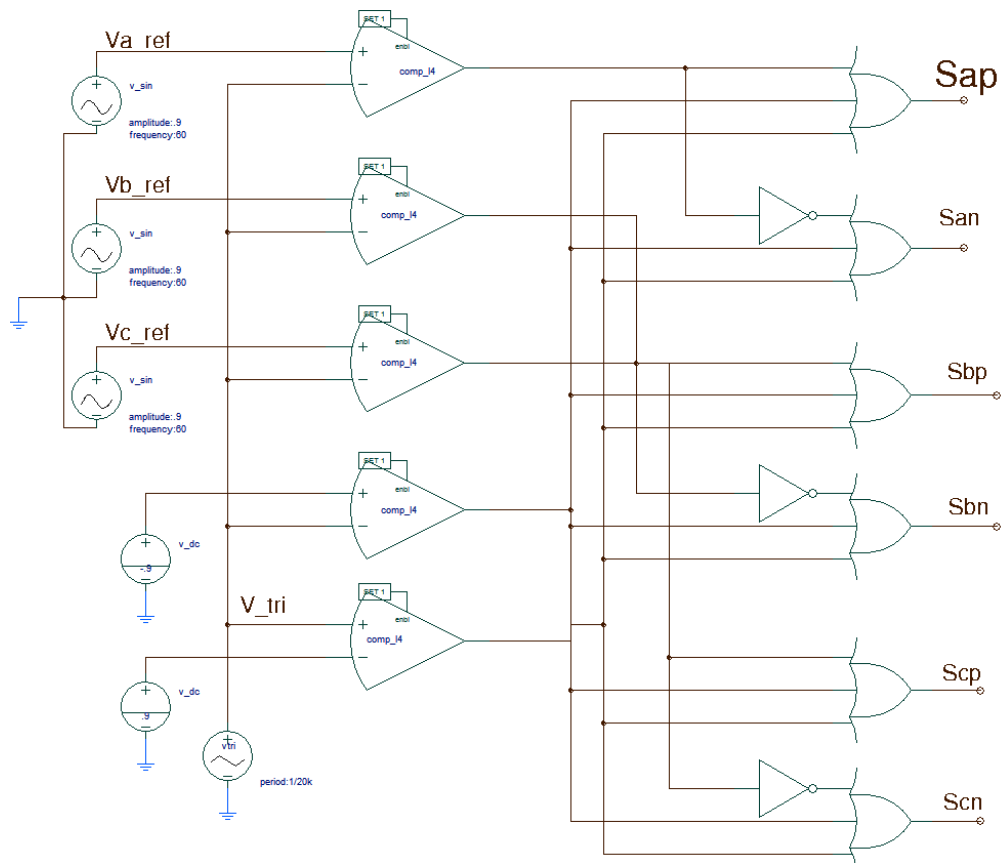 SET 1
Va_ref
+
enbl
Sap
+
v_sin
comp_l4
−
−
amplitude:.9
frequency:60
SET 1
Vb_ref
+
enbl
San
+
v_sin
comp_l4
−
−
amplitude:.9
frequency:60
SET 1
Vc_ref
+
enbl
Sbp
+
v_sin
comp_l4
−
−
amplitude:.9
frequency:60
SET 1
+
enbl
Sbn
comp_l4
−
+
v_dc
-.9
−
SET 1
V_tri
enbl
+
comp_l4
−
Scp
+
v_dc
.9
−
+
vtri
−
period:1/20k
Scn